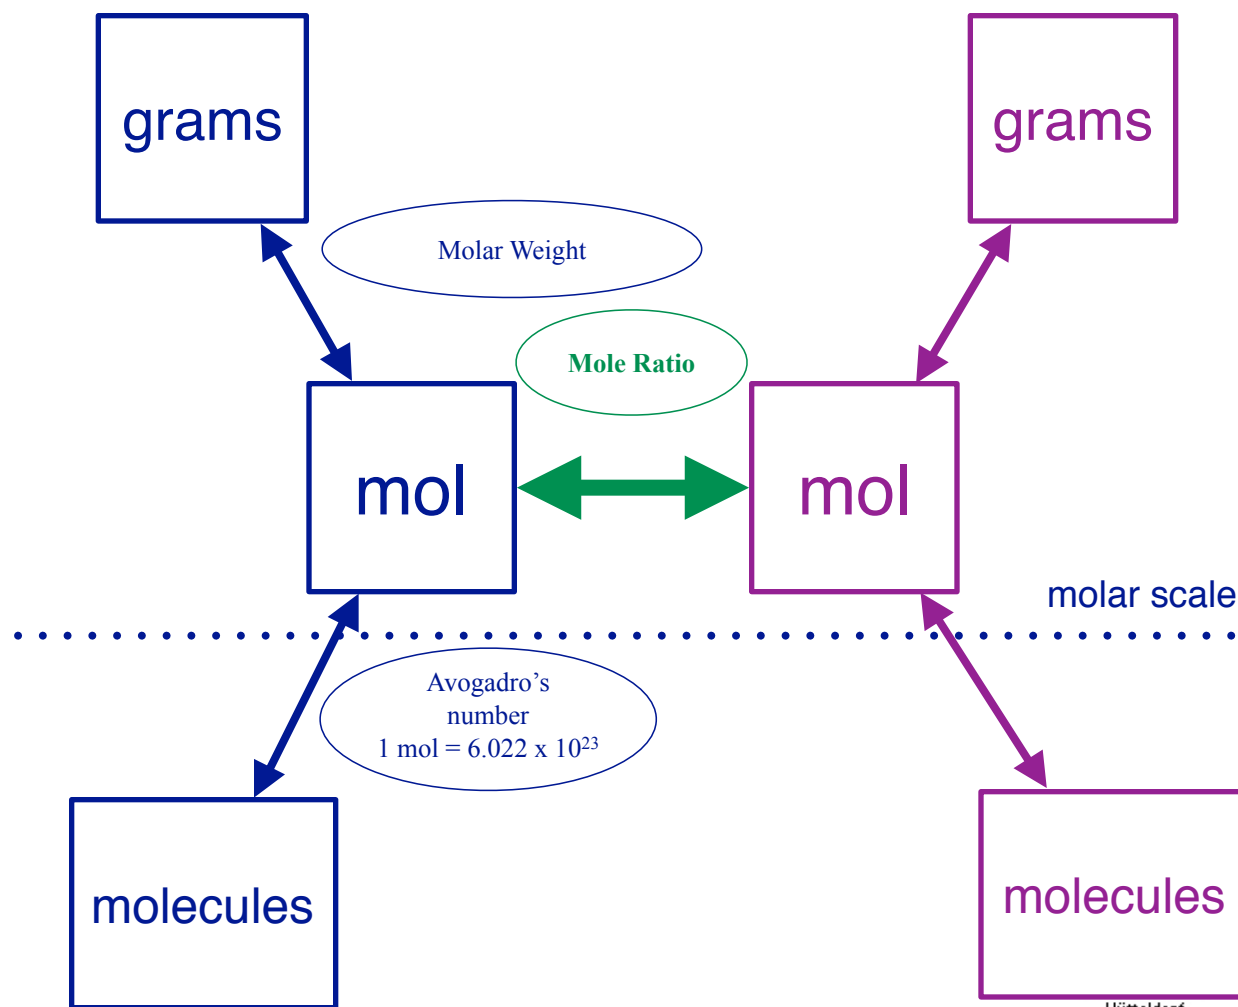 grams
grams
Molar Weight
Mole Ratio
mol
mol
molar scale
Avogadro's
number
1 mol = 6.022 x 10²³
molecules
molecules